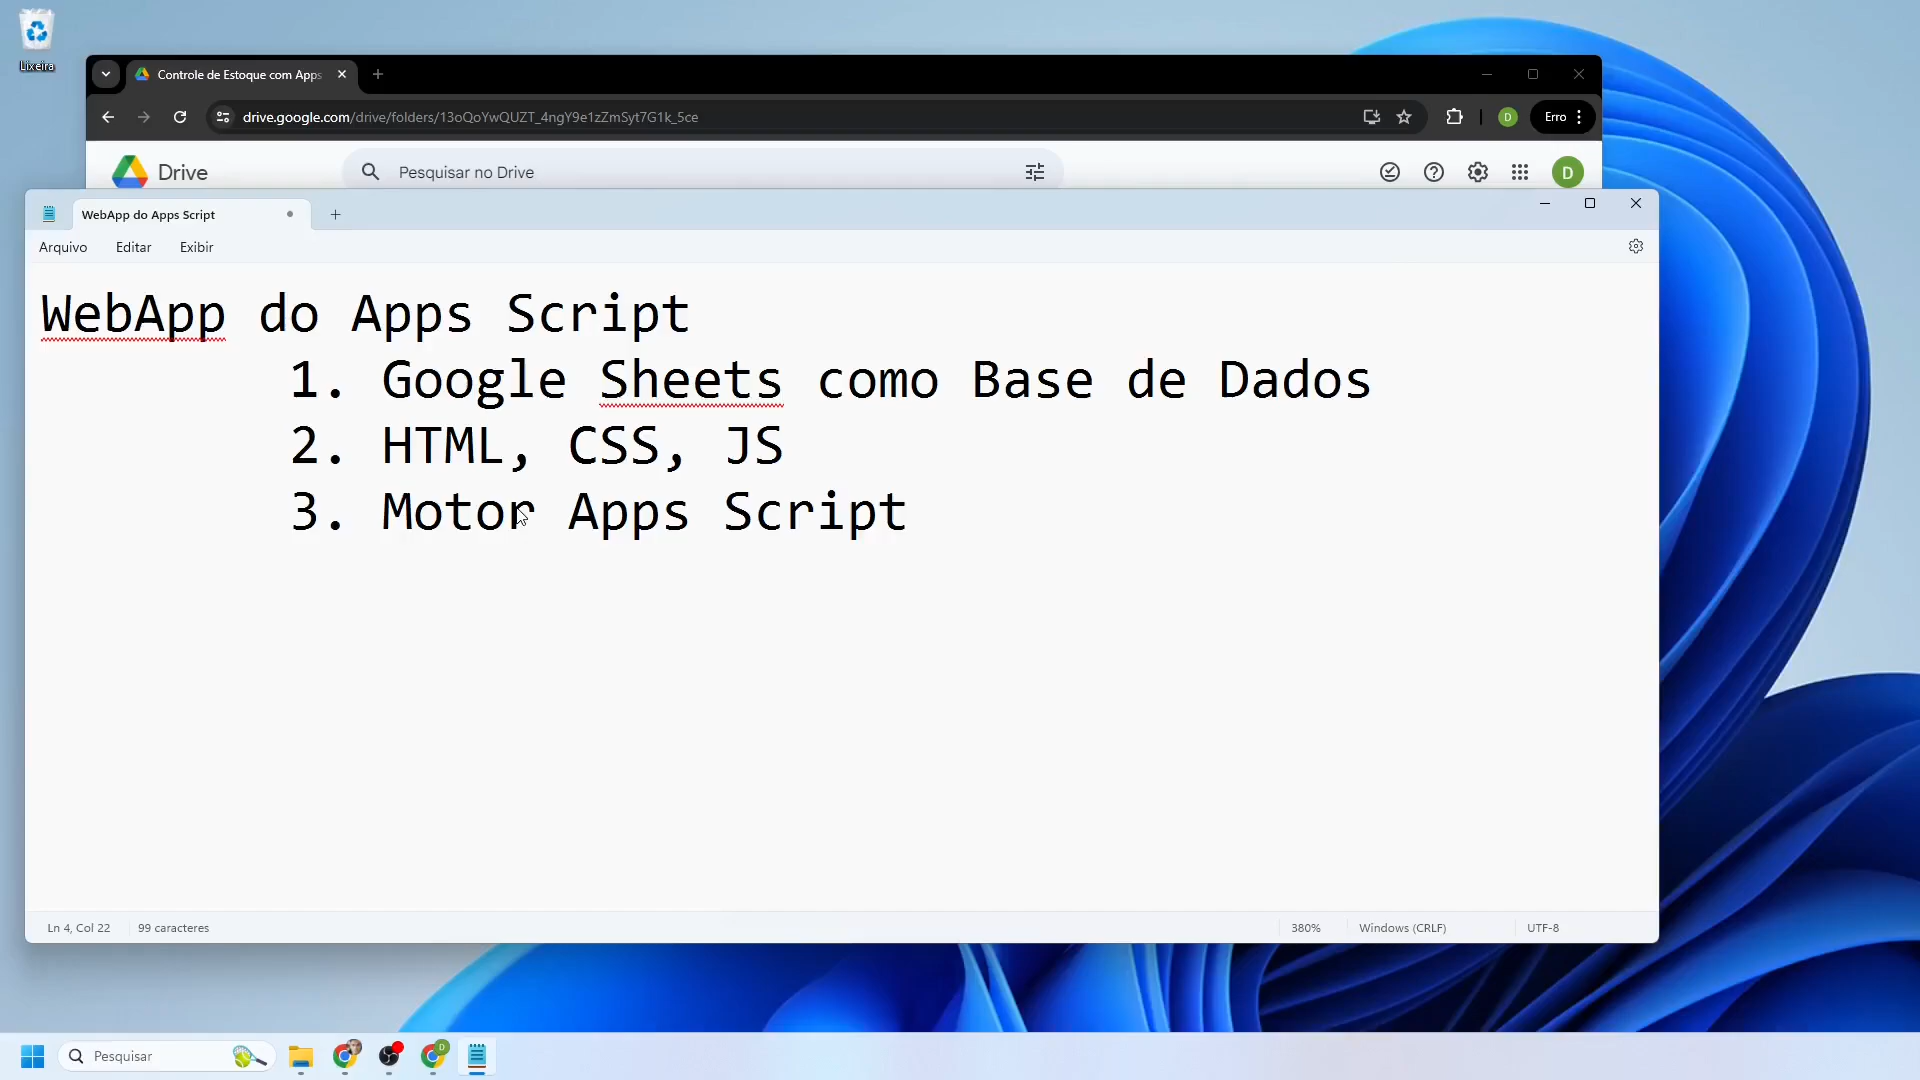 Lixeira
Controle de Estoque com Apps
drive.google.com/drive/folders/13oQoYwQUZT_4ngY9e1zZmSyt7G1k_5ce
D
Erro
Drive
Pesquisar no Drive
D
WebApp do Apps Script
Arquivo
Editar
Exibir
WebApp do Apps Script
1. Google Sheets como Base de Dados
2. HTML, CSS, JS
3. Motor Apps Script
Ln 4, Col 22
99 caracteres
380%
Windows (CRLF)
UTF-8
Pesquisar
D